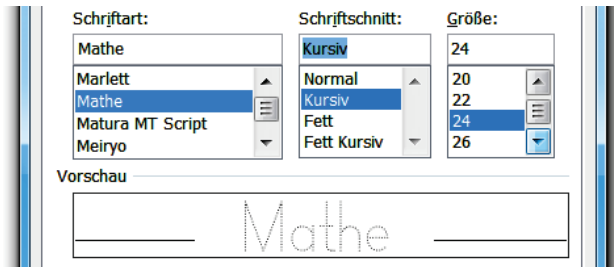 Schriftart: Schriftschnitt: Größe:
Mathe Kursiv 24
Marlett Normal 20
Mathe Kursiv 22
Matura MT Script Fett 24
Meiryo Fett Kursiv 26
Vorschau
Mathe